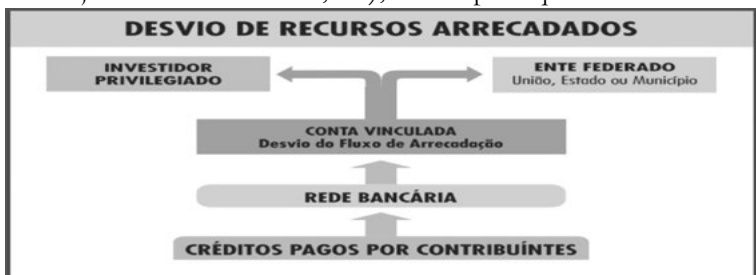 DESVIO DE RECURSOS ARRECADADOS
INVESTIDOR
PRIVILEGIADO
ENTE FEDERADO
União, Estado ou Município
CONTA VINCULADA
Desvio do Fluxo de Arrecadação
REDE BANCÁRIA
CRÉDITOS PAGOS POR CONTRIBUÍNTES